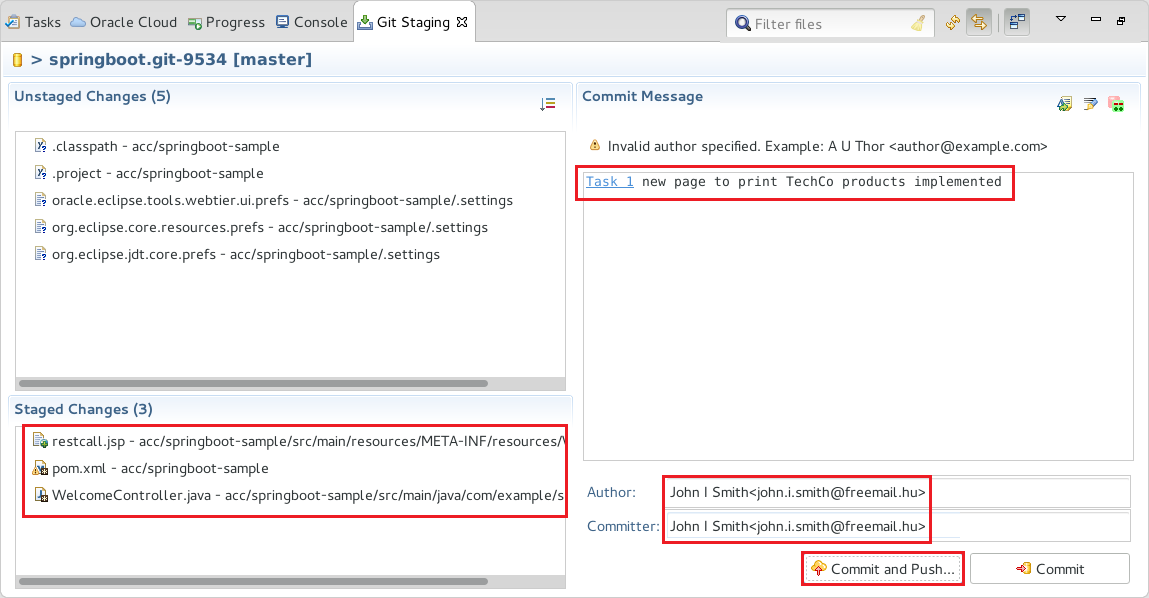 Tasks Oracle Cloud Progress Console Git Staging Filter files
> springboot.git-9534 [master]
Unstaged Changes (5)
.classpath - acc/springboot-sample
.project - acc/springboot-sample
oracle.eclipse.tools.webtier.ui.prefs - acc/springboot-sample/.settings
org.eclipse.core.resources.prefs - acc/springboot-sample/.settings
org.eclipse.jdt.core.prefs - acc/springboot-sample/.settings
Staged Changes (3)
restcall.jsp - acc/springboot-sample/src/main/resources/META-INF/resources/
pom.xml - acc/springboot-sample
WelcomeController.java - acc/springboot-sample/src/main/java/com/example/s
Commit Message
Invalid author specified. Example: A U Thor <author@example.com>
Task 1 new page to print TechCo products implemented
Author: John I Smith<john.i.smith@freemail.hu>
Committer: John I Smith<john.i.smith@freemail.hu>
Commit and Push... Commit